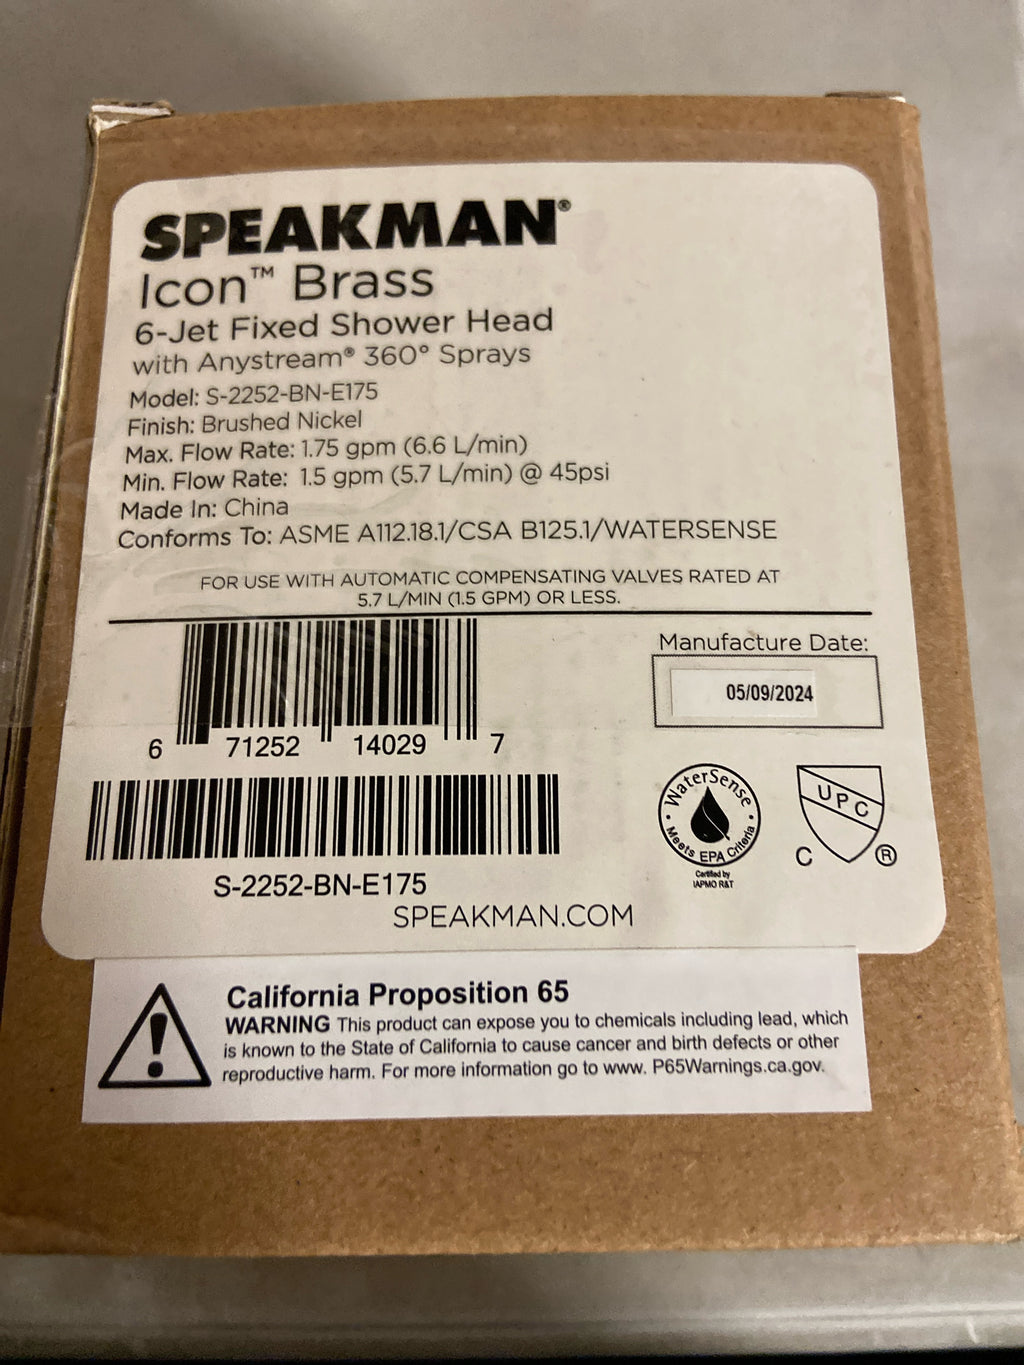 SPEAKMAN®
Icon™ Brass
6-Jet Fixed Shower Head
with Anystream® 360° Sprays
Model: S-2252-BN-E175
Finish: Brushed Nickel
Max. Flow Rate: 1.75 gpm (6.6 L/min)
Min. Flow Rate: 1.5 gpm (5.7 L/min) @ 45psi
Made In: China
Conforms To: ASME A112.18.1/CSA B125.1/WATERSENSE
FOR USE WITH AUTOMATIC COMPENSATING VALVES RATED AT
5.7 L/MIN (1.5 GPM) OR LESS.
6 71252 14029 7
Manufacture Date:
05/09/2024
S-2252-BN-E175
WaterSense
Meets EPA Criteria
Certified by
IAPMO R&T
UPC
C ®
SPEAKMAN.COM
California Proposition 65
WARNING This product can expose you to chemicals including lead, which
is known to the State of California to cause cancer and birth defects or other
reproductive harm. For more information go to www. P65Warnings.ca.gov.